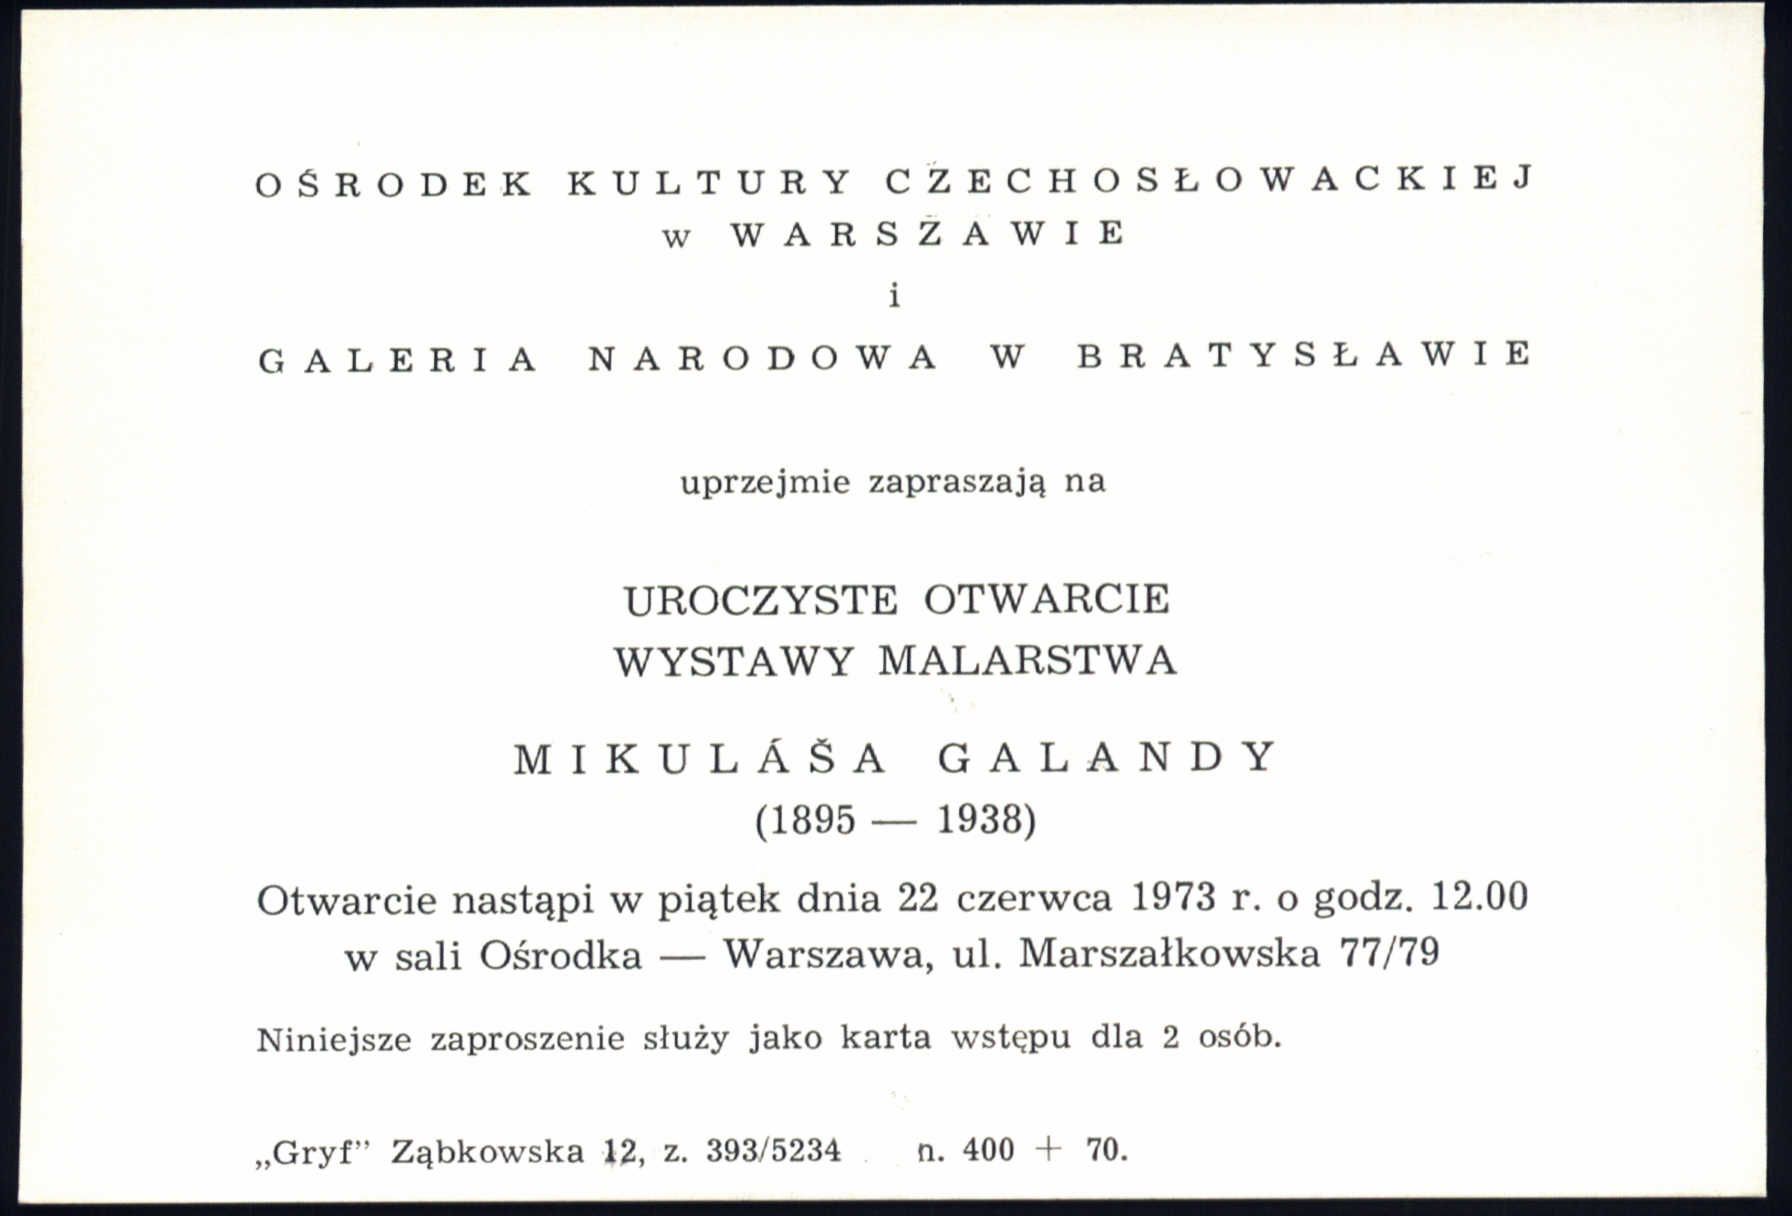 OŚRODEK KULTURY CZECHOSŁOWACKIEJ
w WARSZAWIE
i
GALERIA NARODOWA W BRATYSŁAWIE
uprzejmie zapraszają na
UROCZYSTE OTWARCIE
WYSTAWY MALARSTWA
MIKULÁŠA GALANDY
(1895 — 1938)
Otwarcie nastąpi w piątek dnia 22 czerwca 1973 r. o godz. 12.00
w sali Ośrodka — Warszawa, ul. Marszałkowska 77/79
Niniejsze zaproszenie służy jako karta wstępu dla 2 osób.
„Gryf” Ząbkowska 12, z. 393/5234 n. 400 + 70.